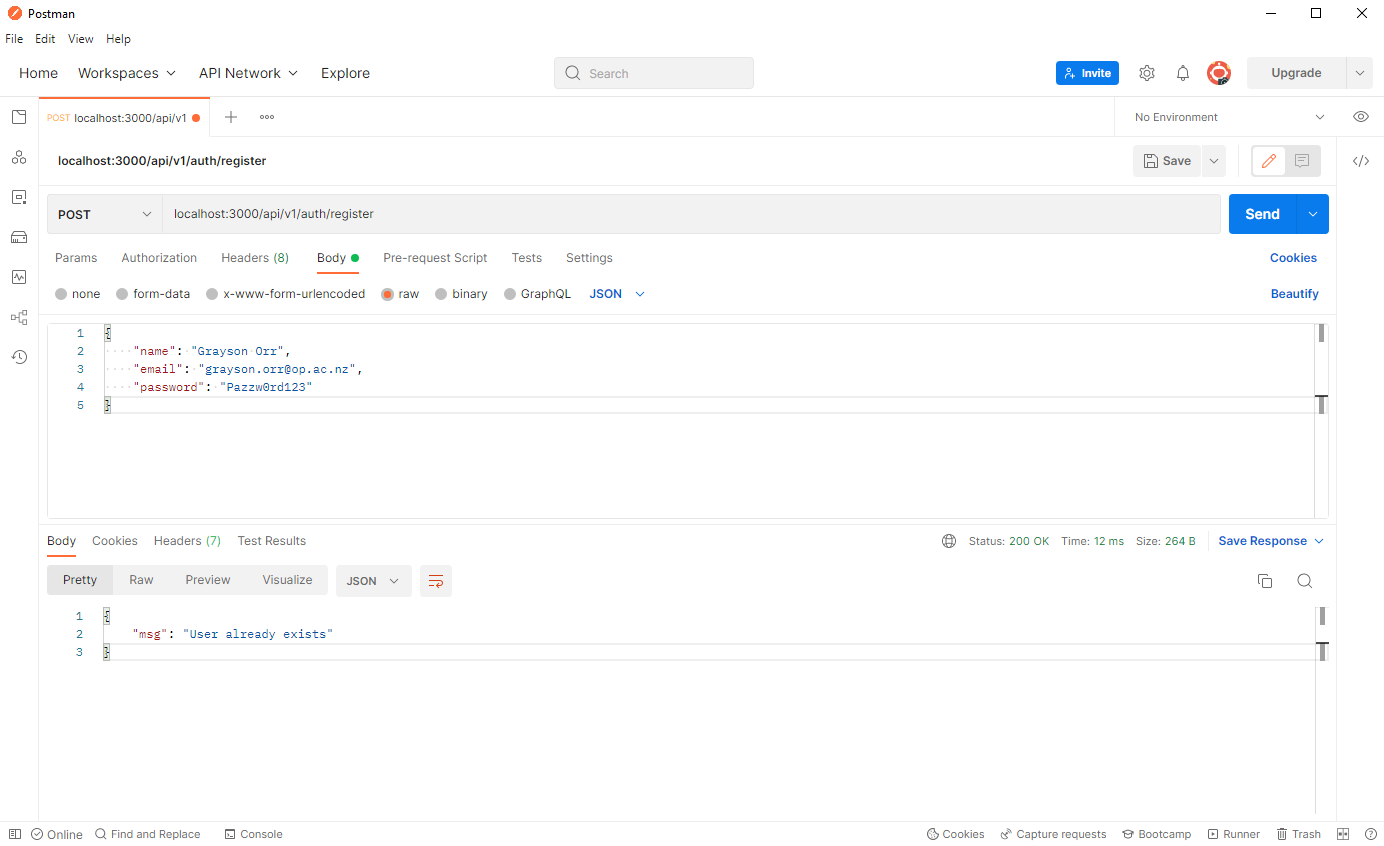 Postman
File Edit View Help
Home Workspaces API Network Explore Search Invite Upgrade
POST localhost:3000/api/v1 No Environment
localhost:3000/api/v1/auth/register Save
POST localhost:3000/api/v1/auth/register Send
Params Authorization Headers (8) Body Pre-request Script Tests Settings Cookies
none form-data x-www-form-urlencoded raw binary GraphQL JSON Beautify
1 {
2 "name": "Grayson Orr",
3 "email": "grayson.orr@op.ac.nz",
4 "password": "Pazzw0rd123"
5 }
Body Cookies Headers (7) Test Results Status: 200 OK Time: 12 ms Size: 264 B Save Response
Pretty Raw Preview Visualize JSON
1 {
2 "msg": "User already exists"
3 }
Online Find and Replace Console Cookies Capture requests Bootcamp Runner Trash